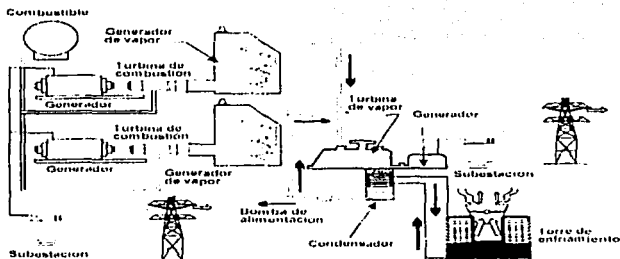 Combustible
Generador
de vapor
Turbina de
combustion
Generador
Turbina de
combustion
Generador
Generador
de vapor
Turbina
de vapor
Generador
Subestacion
Bomba de
alimentacion
Condensador
Torre de
enfriamiento
Subestacion